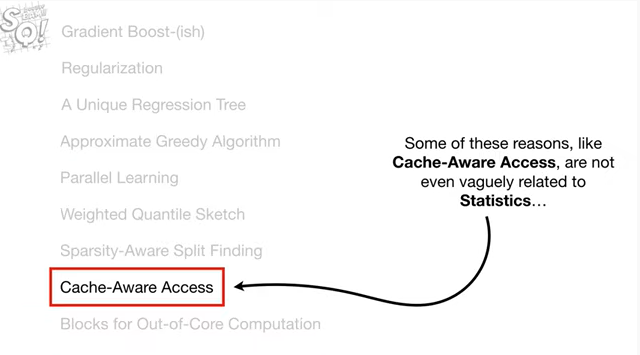 SQ!
Gradient Boost-(ish)
Regularization
A Unique Regression Tree
Approximate Greedy Algorithm
Parallel Learning
Weighted Quantile Sketch
Sparsity-Aware Split Finding
Cache-Aware Access
Blocks for Out-of-Core Computation
Some of these reasons, like
Cache-Aware Access, are not
even vaguely related to
Statistics…